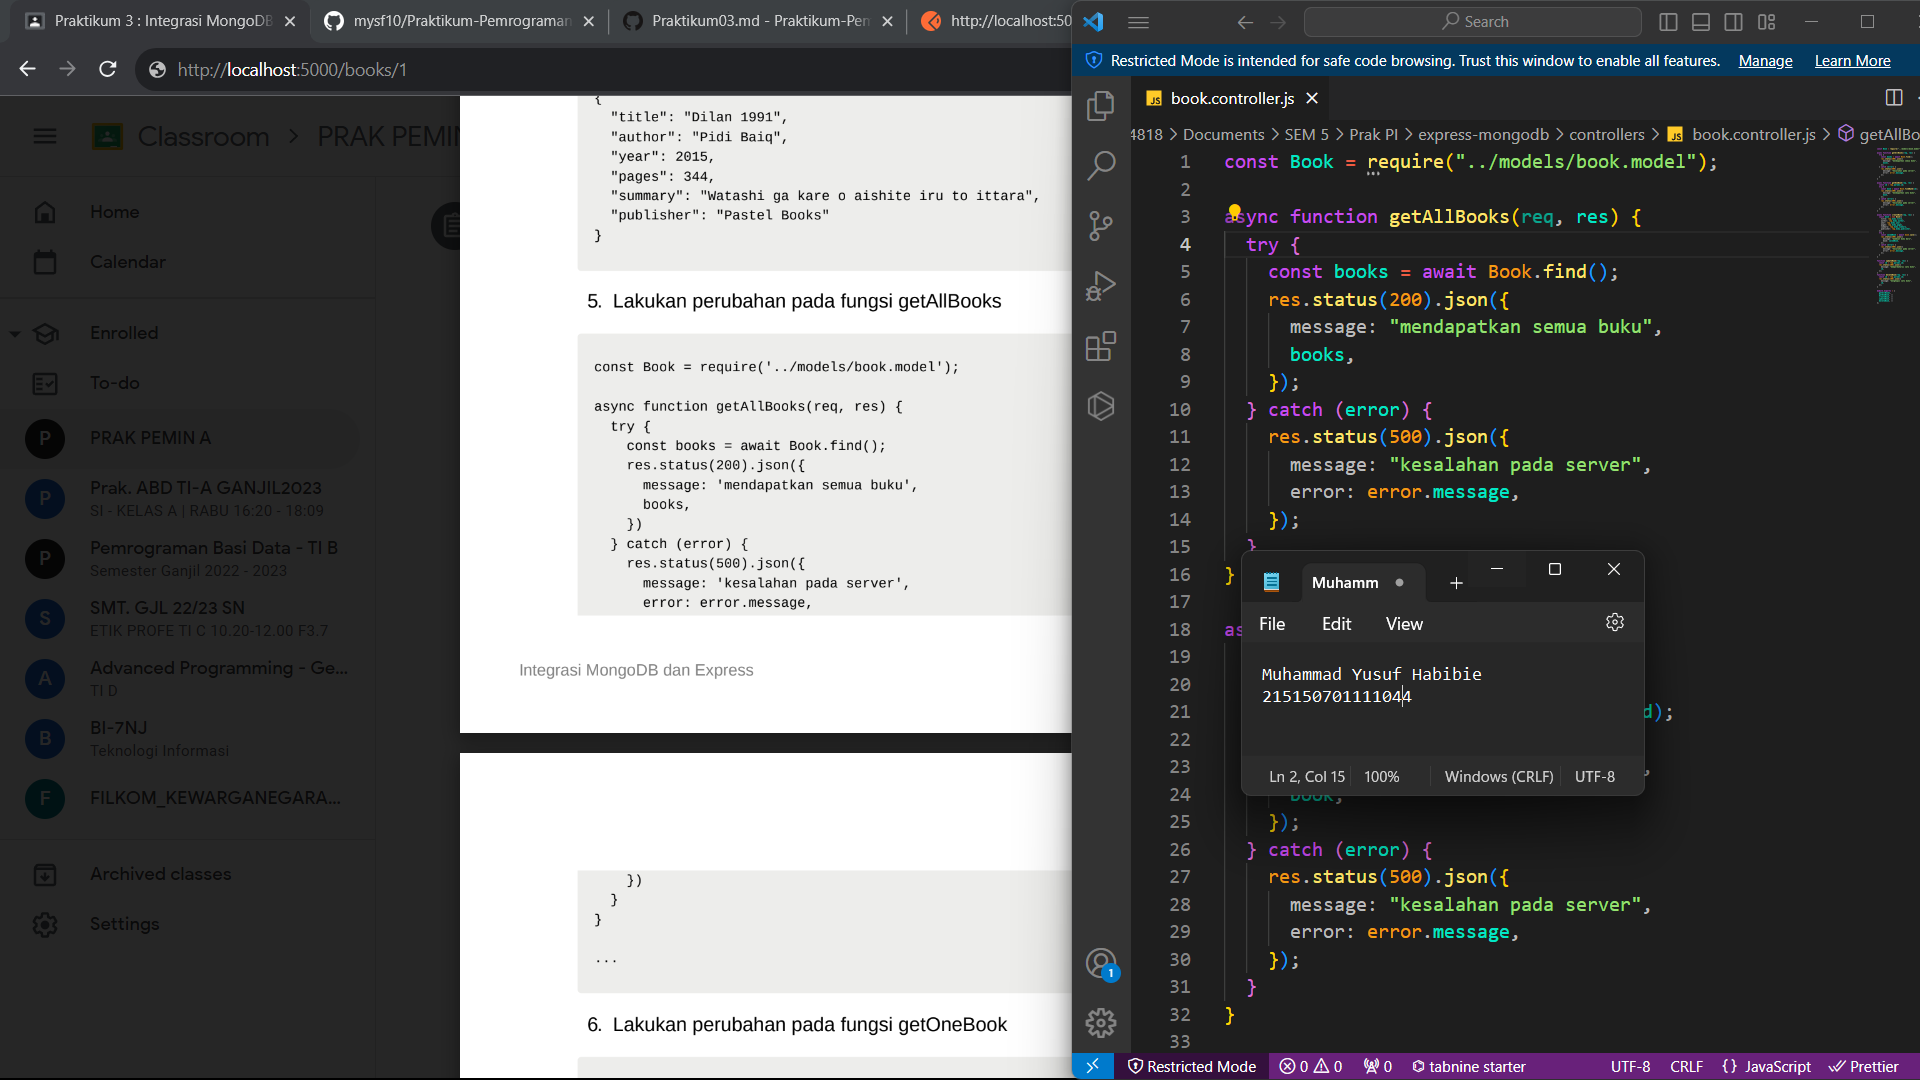 Praktikum 3 : Integrasi MongoDB
mysf10/Praktikum-Pemrograman
Praktikum03.md - Praktikum-Pem
http://localhost:50
http://localhost:5000/books/1
Classroom
PRAK PEMIN
Home
Calendar
Enrolled
To-do
P
PRAK PEMIN A
P
Prak. ABD TI-A GANJIL2023
SI - KELAS A | RABU 16:20 - 18:09
P
Pemrograman Basi Data - TI B
Semester Ganjil 2022 - 2023
S
SMT. GJL 22/23 SN
ETIK PROFE TI C 10.20-12.00 F3.7
A
Advanced Programming - Ge...
TI D
B
BI-7NJ
Teknologi Informasi
F
FILKOM_KEWARGANEGARA...
Archived classes
Settings
{
"title": "Dilan 1991",
"author": "Pidi Baiq",
"year": 2015,
"pages": 344,
"summary": "Watashi ga kare o aishite iru to ittara",
"publisher": "Pastel Books"
}
5. Lakukan perubahan pada fungsi getAllBooks
const Book = require('../models/book.model');
async function getAllBooks(req, res) {
try {
const books = await Book.find();
res.status(200).json({
message: 'mendapatkan semua buku',
books,
})
} catch (error) {
res.status(500).json({
message: 'kesalahan pada server',
error: error.message,
Integrasi MongoDB dan Express
})
}
}
...
6. Lakukan perubahan pada fungsi getOneBook
Search
Restricted Mode is intended for safe code browsing. Trust this window to enable all features. Manage Learn More
JS book.controller.js
4818 > Documents > SEM 5 > Prak PI > express-mongodb > controllers > JS book.controller.js > getAllBo
1 const Book = require("../models/book.model");
2
3 async function getAllBooks(req, res) {
4 try {
5 const books = await Book.find();
6 res.status(200).json({
7 message: "mendapatkan semua buku",
8 books,
9 });
10 } catch (error) {
11 res.status(500).json({
12 message: "kesalahan pada server",
13 error: error.message,
14 });
15 }
16 }
17
18 as
19
20
21 d);
22
23 ,
24 book,
25 });
26 } catch (error) {
27 res.status(500).json({
28 message: "kesalahan pada server",
29 error: error.message,
30 });
31 }
32 }
33
Muhamm
File Edit View
Muhammad Yusuf Habibie
215150701111044
Ln 2, Col 15 100% Windows (CRLF) UTF-8
1
Restricted Mode 0 0 0 tabnine starter UTF-8 CRLF {} JavaScript Prettier